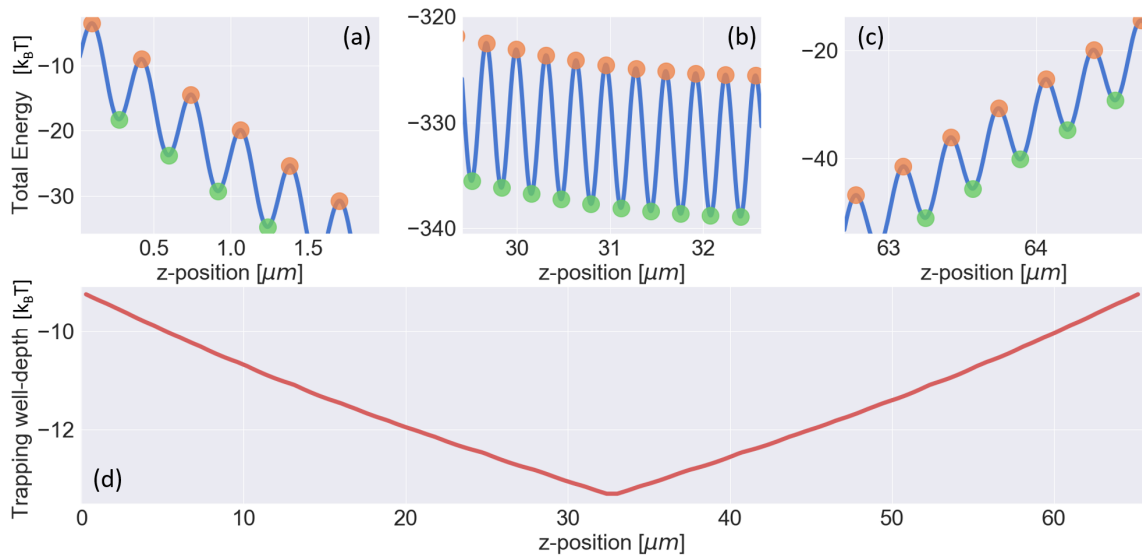 Total Energy [k_BT]
−10
−20
−30
(a)
0.5
1.0
1.5
z-position [μm]
−320
−330
−340
(b)
30
31
32
z-position [μm]
−20
−40
(c)
63
64
z-position [μm]
Trapping well-depth [k_BT]
−10
−12
(d)
0
10
20
30
40
50
60
z-position [μm]